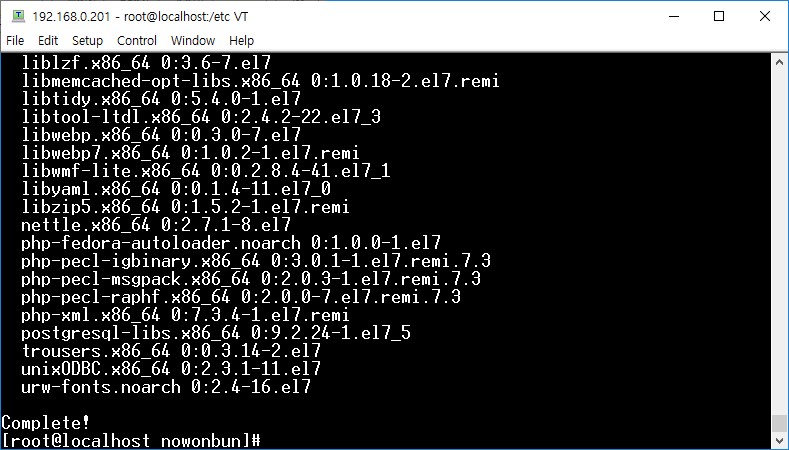 192.168.0.201 - root@localhost:/etc VT
File Edit Setup Control Nowonbun Help
liblzf.x86_64 0:3.6-7.el7
libmemcached-opt-libs.x86_64 0:1.0.18-2.el7.remi
libtidy.x86_64 0:5.4.0-1.el7
libtool-ltdl.x86_64 0:2.4.2-22.el7_3
libwebp.x86_64 0:0.3.0-7.el7
libwebp7.x86_64 0:1.0.2-1.el7.remi
libwmf-lite.x86_64 0:0.2.8.4-41.el7_1
libyaml.x86_64 0:0.1.4-11.el7_0
libzip5.x86_64 0:1.5.2-1.el7.remi
nettle.x86_64 0:2.7.1-8.el7
php-fedora-autoloader.noarch 0:1.0.0-1.el7
php-pecl-igbinary.x86_64 0:3.0.1-1.el7.remi.7.3
php-pecl-msgpack.x86_64 0:2.0.3-1.el7.remi.7.3
php-pecl-raphf.x86_64 0:2.0.0-7.el7.remi.7.3
php-xml.x86_64 0:7.3.4-1.el7.remi
postgresql-libs.x86_64 0:9.2.24-1.el7_5
trousers.x86_64 0:0.3.14-2.el7
unixODBC.x86_64 0:2.3.1-11.el7
urw-fonts.noarch 0:2.4-16.el7
Complete!
[root@localhost nowonbun]#